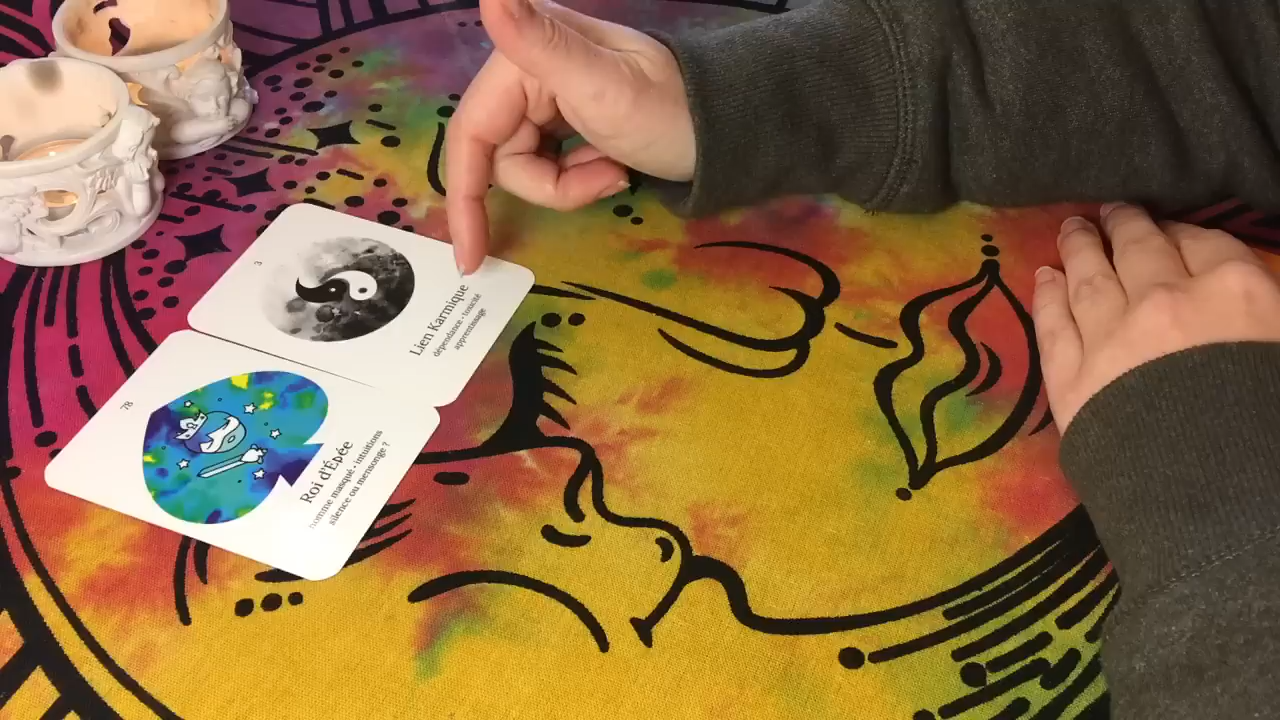 3
Lien Karmique
dépendance • toxicité
apprentissage
78
Roi d'Épée
homme masqué • intuitions
silence ou mensonge ?